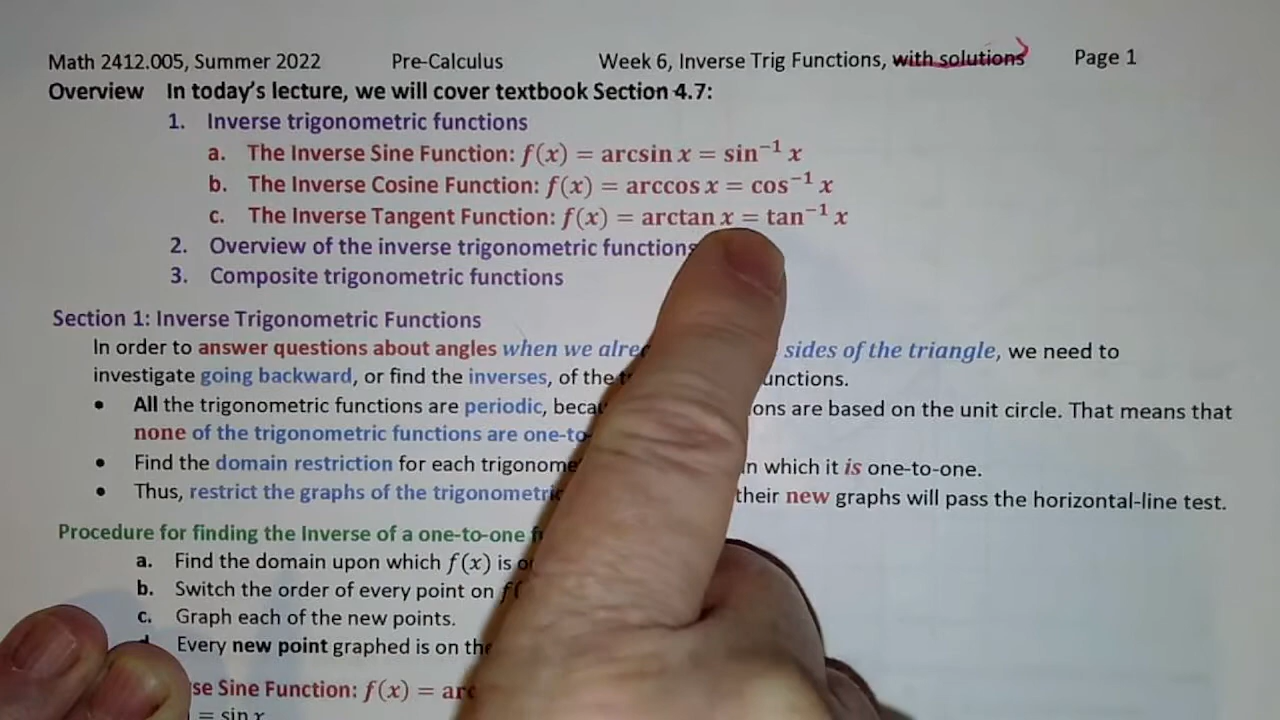 Math 2412.005, Summer 2022 Pre-Calculus Week 6, Inverse Trig Functions, with solutions Page 1
Overview In today's lecture, we will cover textbook Section 4.7:
1. Inverse trigonometric functions
a. The Inverse Sine Function: f(x) = arcsin x = sin⁻¹ x
b. The Inverse Cosine Function: f(x) = arccos x = cos⁻¹ x
c. The Inverse Tangent Function: f(x) = arctan x = tan⁻¹ x
2. Overview of the inverse trigonometric functions
3. Composite trigonometric functions
Section 1: Inverse Trigonometric Functions
In order to answer questions about angles when we sides of the triangle, we need to
investigate going backward, or find the inverses, of the
• All the trigonometric functions are periodic, are based on the unit circle. That means that
none of the trigonometric functions are one-to-
• Find the domain restriction for each which it is one-to-one.
• Thus, restrict the graphs of the their new graphs will pass the horizontal-line test.
Procedure for finding the Inverse of a one-to-one
a. Find the domain upon which f(x) is
b. Switch the order of every point on
c. Graph each of the new points.
Every new point graphed is on the
Sine Function: f(x) =
= sin x